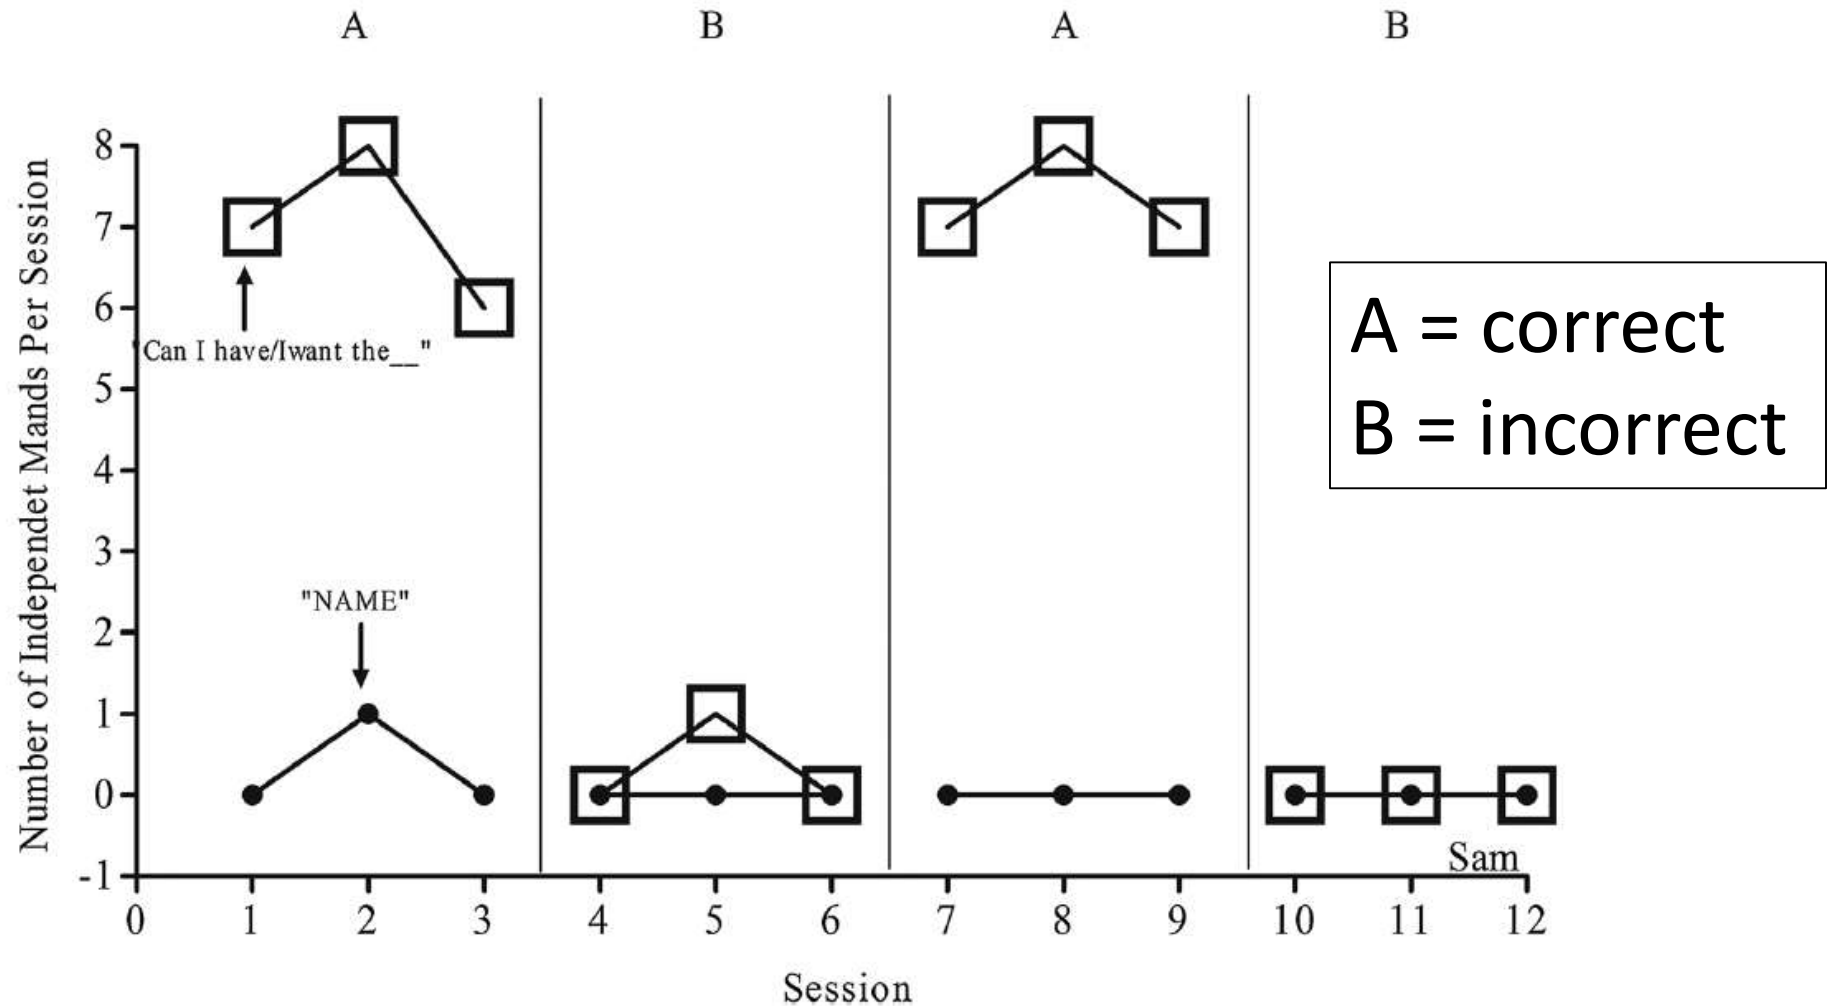 A B A B
Number of Independet Mands Per Session
8
7
6
5
4
3
2
1
0
-1
"Can I have/Iwant the__"
"NAME"
A = correct
B = incorrect
Sam
0 1 2 3 4 5 6 7 8 9 10 11 12
Session